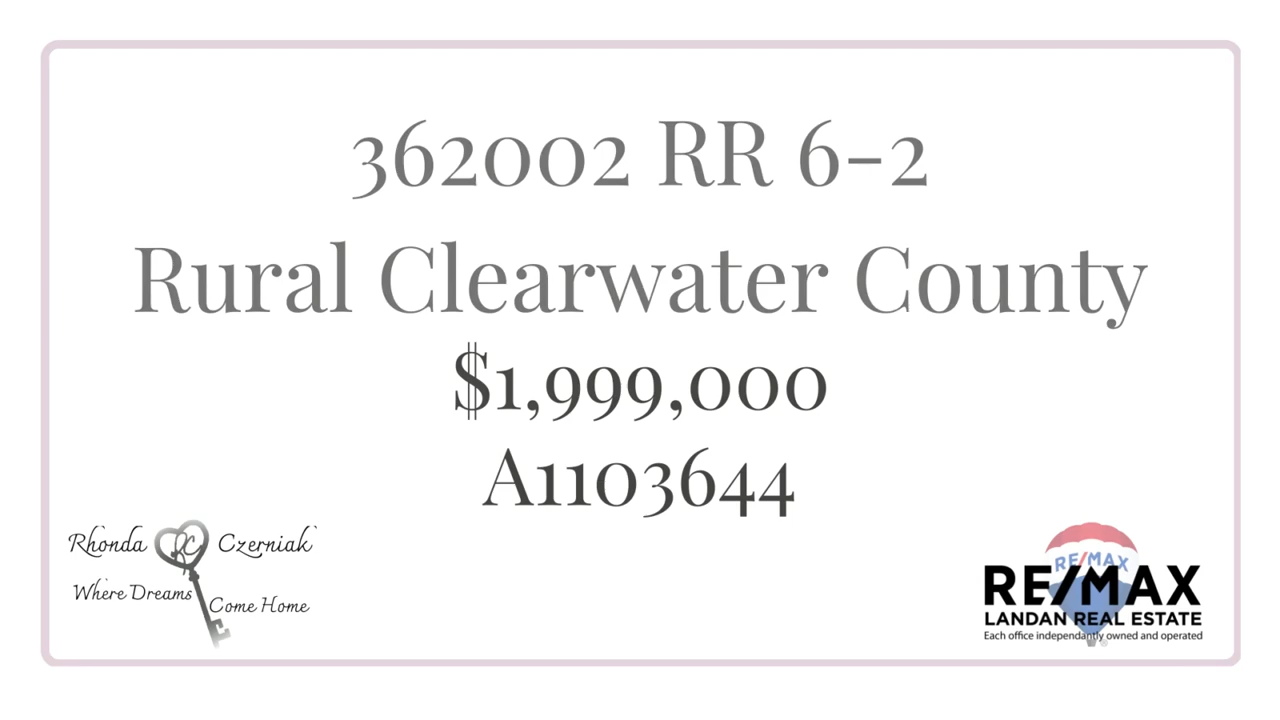 362002 RR 6-2
Rural Clearwater County
$1,999,000
A1103644
Rhonda RC Czerniak
Where Dreams Come Home
RE/MAX
RE/MAX
LANDAN REAL ESTATE
Each office independantly owned and operated